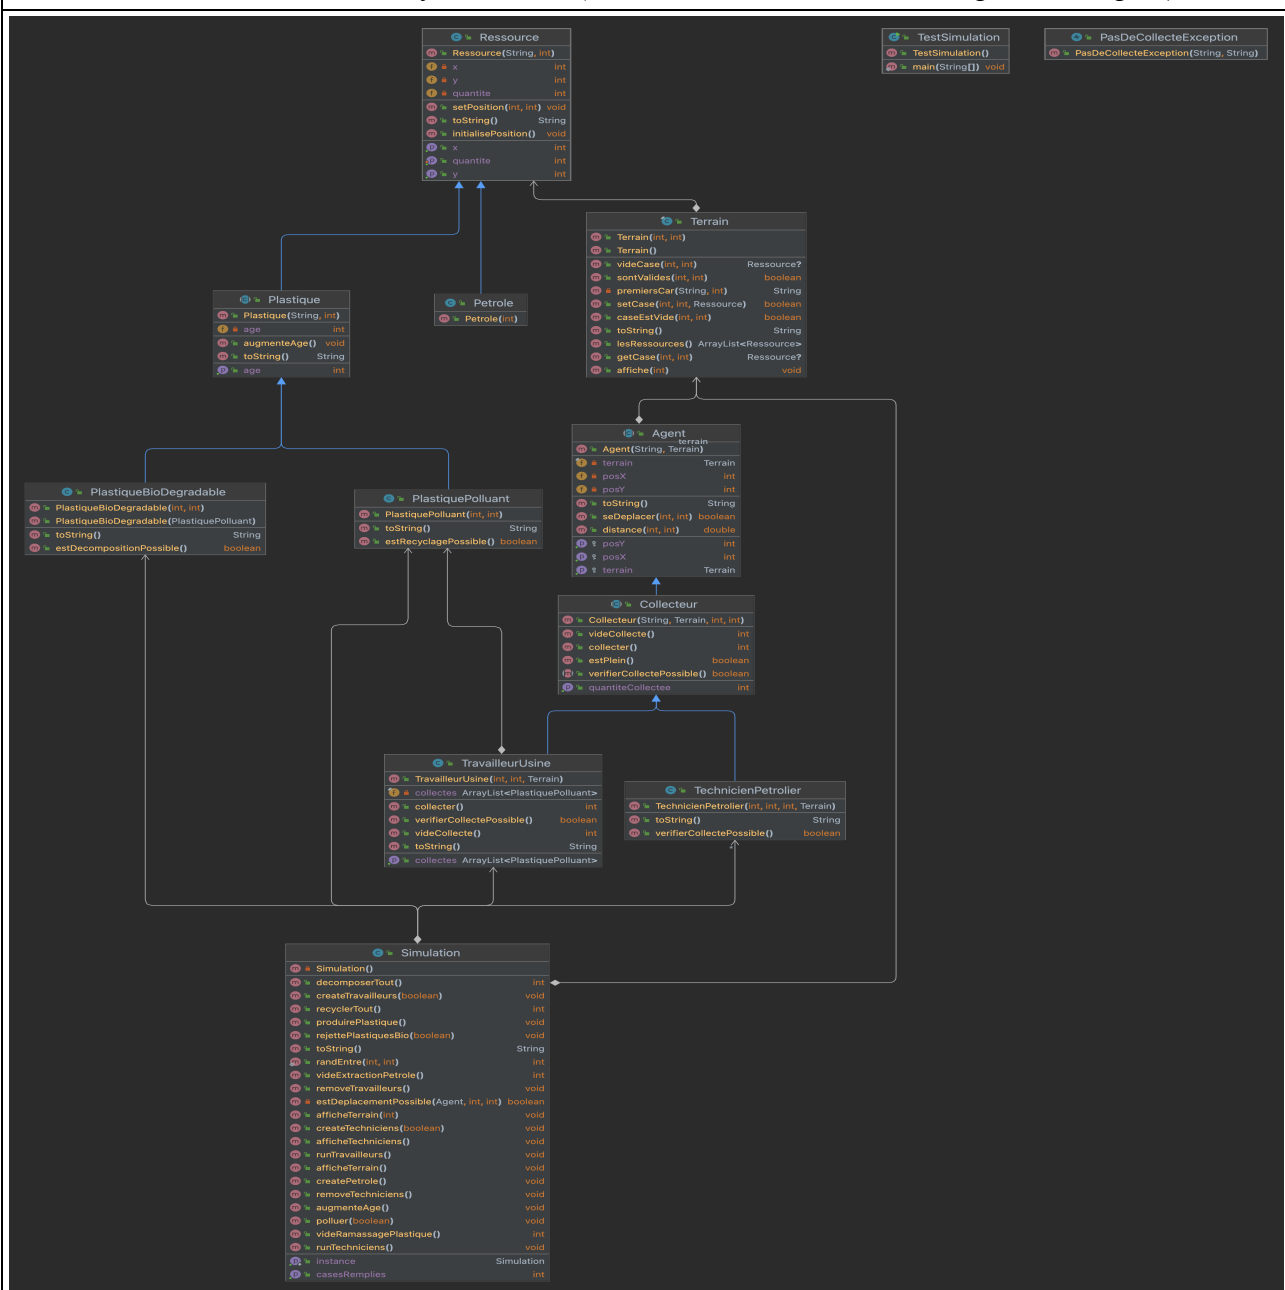 Ressource
Ressource(String, int)
x int
y int
quantite int
setPosition(int, int) void
toString() String
initialisePosition() void
x int
quantite int
y int
TestSimulation
TestSimulation()
main(String[]) void
PasDeCollecteException
PasDeCollecteException(String, String)
Terrain
Terrain(int, int)
Terrain()
videCase(int, int) Ressource?
sontValides(int, int) boolean
premiersCar(String, int) String
setCase(int, int, Ressource) boolean
caseEstVide(int, int) boolean
toString() String
lesRessources() ArrayList<Ressource>
getCase(int, int) Ressource?
affiche(int) void
Plastique
Plastique(String, int)
age int
augmenteAge() void
toString() String
age int
Petrole
Petrole(int)
Agent
terrain
Agent(String, Terrain)
terrain Terrain
posX int
posY int
toString() String
seDeplacer(int, int) boolean
distance(int, int) double
posY int
posX int
terrain Terrain
PlastiqueBioDegradable
PlastiqueBioDegradable(int, int)
PlastiqueBioDegradable(PlastiquePolluant)
toString() String
estDecompositionPossible() boolean
PlastiquePolluant
PlastiquePolluant(int, int)
toString() String
estRecyclagePossible() boolean
Collecteur
Collecteur(String, Terrain, int, int)
videCollecte() int
collecter() int
estPlein() boolean
verifierCollectePossible() boolean
quantiteCollectee int
TravailleurUsine
TravailleurUsine(int, int, Terrain)
collectes ArrayList<PlastiquePolluant>
collecter() int
verifierCollectePossible() boolean
videCollecte() int
toString() String
collectes ArrayList<PlastiquePolluant>
TechnicienPetrolier
TechnicienPetrolier(int, int, int, Terrain)
toString() String
verifierCollectePossible() boolean
Simulation
Simulation()
decomposerTout() int
createTravailleurs(boolean) void
recyclerTout() int
produirePlastique() void
rejettePlastiquesBio(boolean) void
toString() String
randEntre(int, int) int
videExtractionPetrole() int
removeTravailleurs() void
estDeplacementPossible(Agent, int, int) boolean
afficheTerrain(int) void
createTechniciens(boolean) void
afficheTechniciens() void
runTravailleurs() void
afficheTerrain() void
createPetrole() void
removeTechniciens() void
augmenteAge() void
polluer(boolean) void
videRamassagePlastique() int
runTechniciens() void
instance Simulation
casesRemplies int